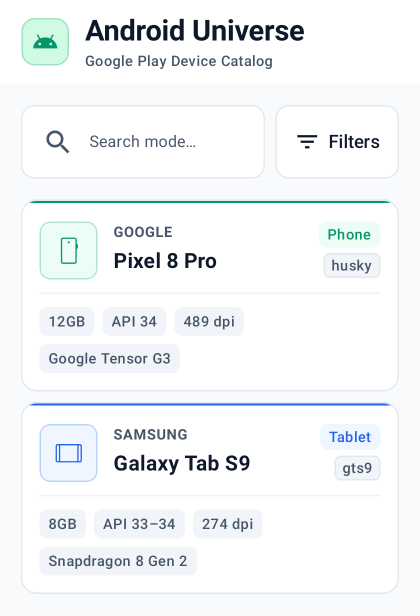 Android Universe
Google Play Device Catalog
Search mode...
Filters
GOOGLE
Pixel 8 Pro
Phone
husky
12GB
API 34
489 dpi
Google Tensor G3
SAMSUNG
Galaxy Tab S9
Tablet
gts9
8GB
API 33–34
274 dpi
Snapdragon 8 Gen 2